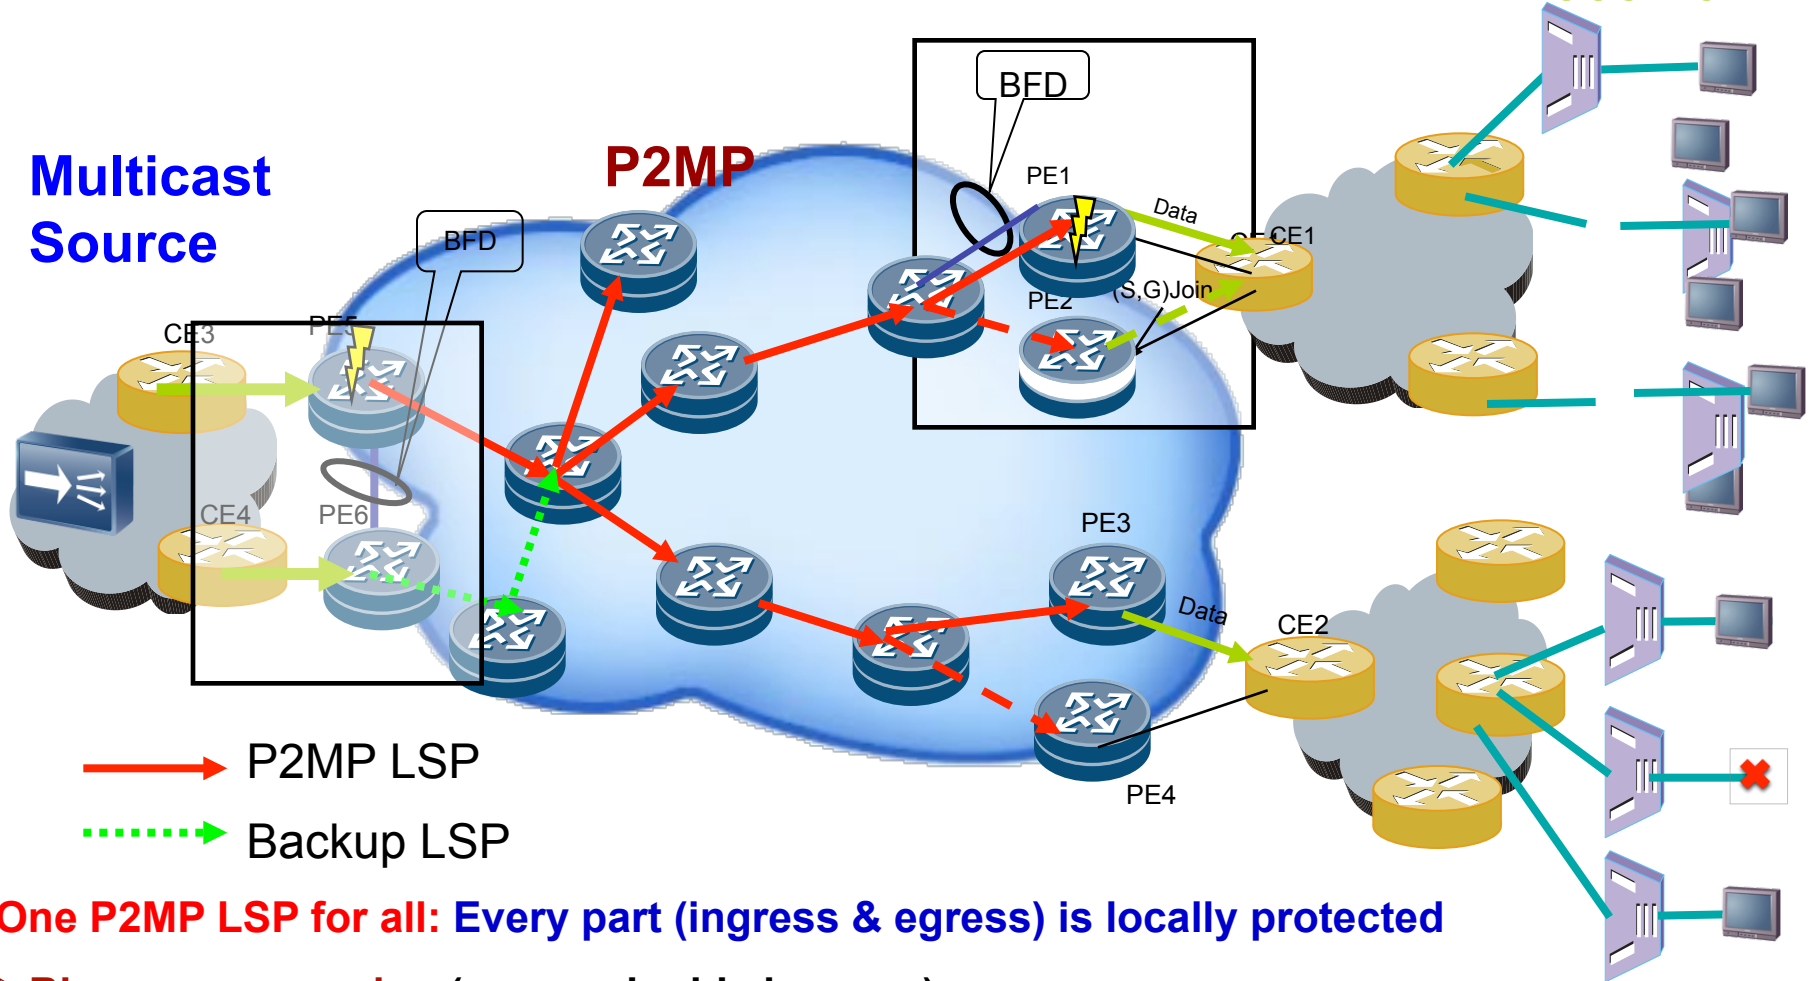 Multicast
Source
P2MP
BFD
BFD
PE1
Data
CE1
(S,G)Join
PE2
CE3
PE5
CE4
PE6
PE3
Data
CE2
PE4
P2MP LSP
Backup LSP
One P2MP LSP for all: Every part (ingress & egress) is locally protected